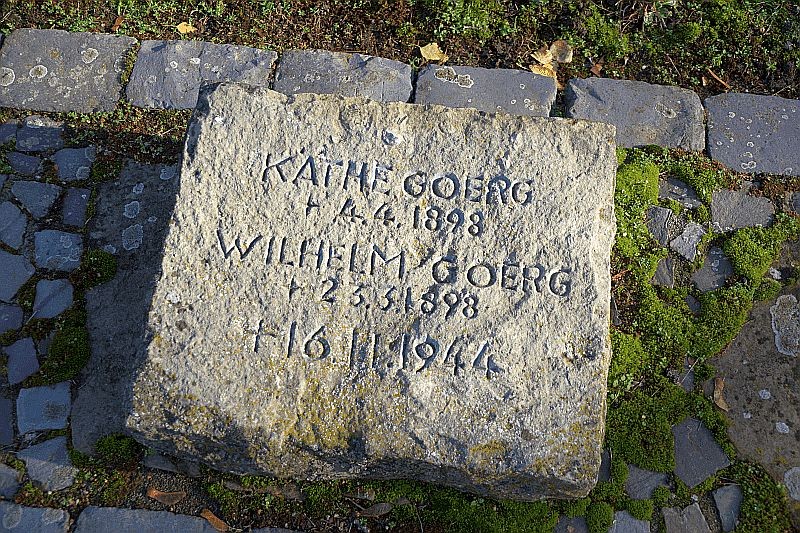 KÄTHE GOERG
+ 4.4.1898
WILHELM GOERG
+ 23.3.1898
+ 16.11.1944